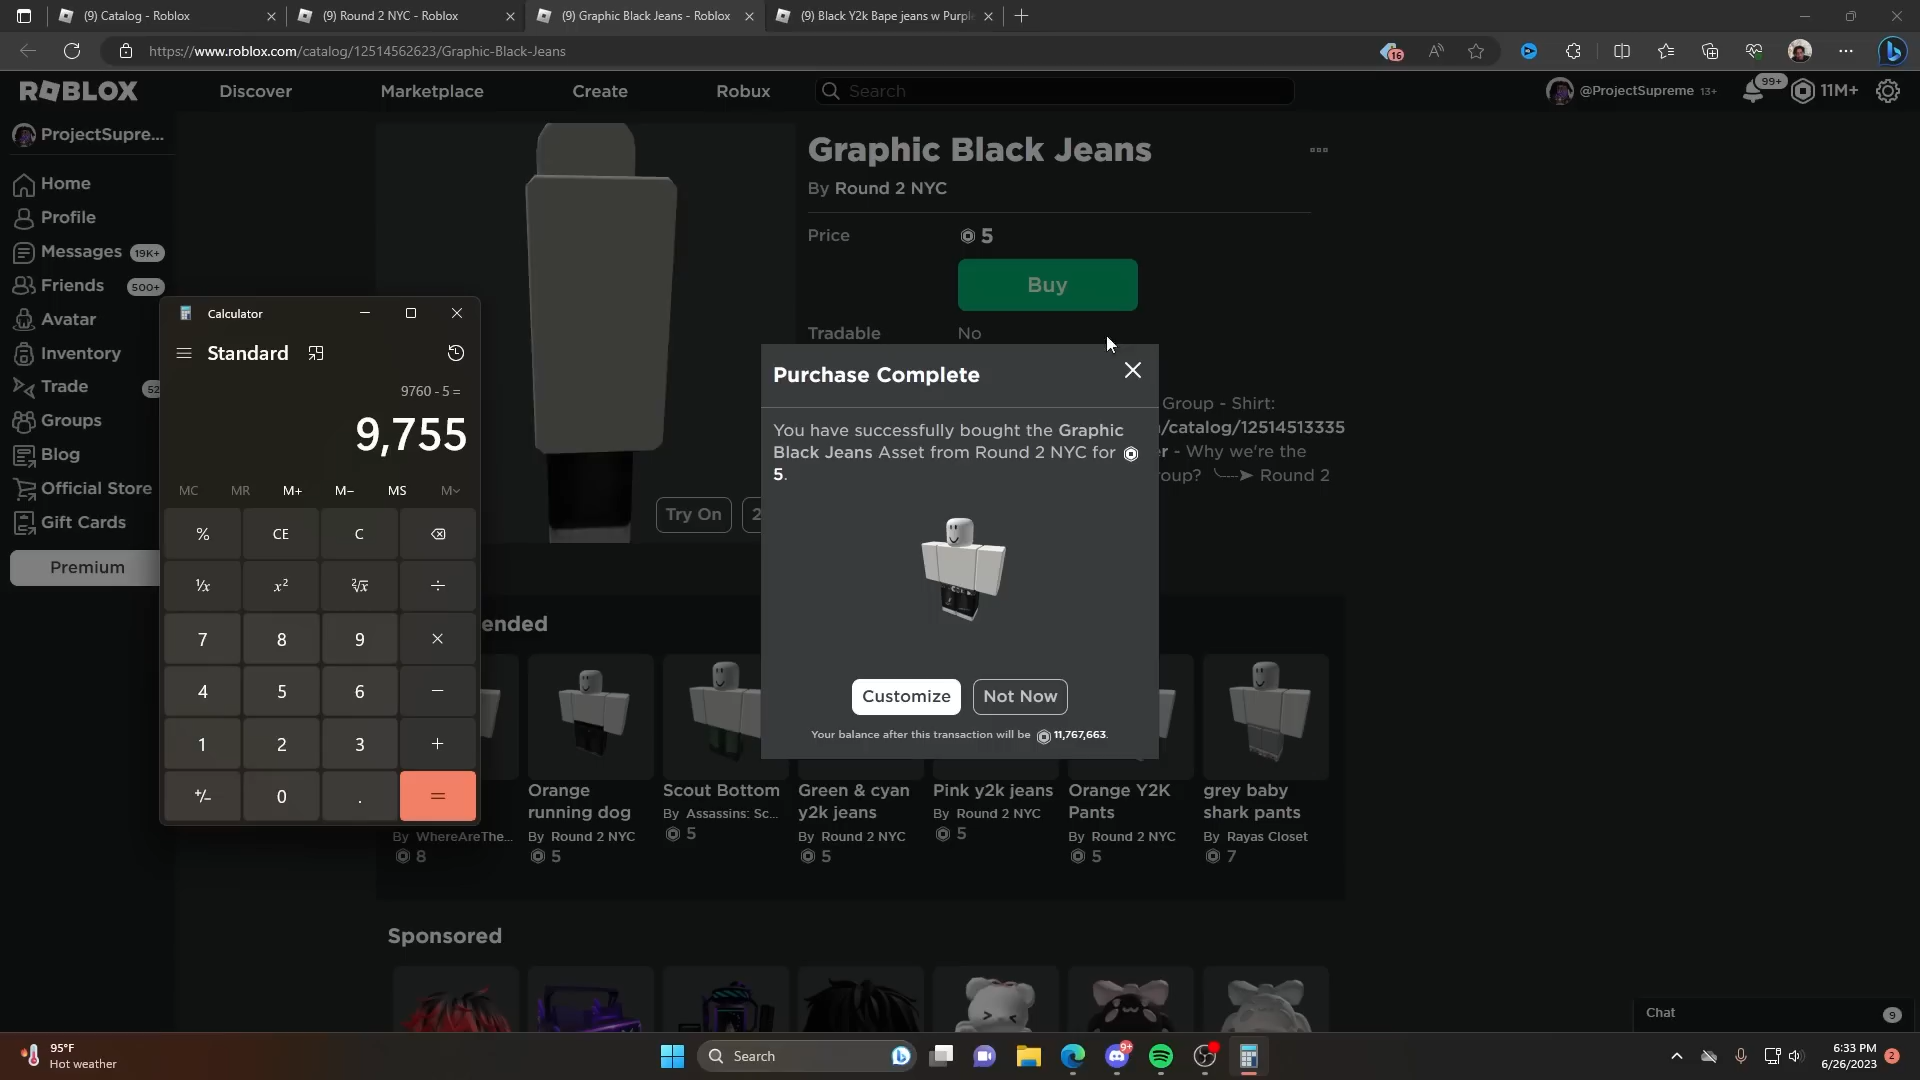 (9) Catalog - Roblox
(9) Round 2 NYC - Roblox
(9) Graphic Black Jeans - Roblox
(9) Black Y2k Bape jeans w Purple
https://www.roblox.com/catalog/12514562623/Graphic-Black-Jeans
16
ROBLOX
Discover
Marketplace
Create
Robux
Search
@ProjectSupreme 13+
99+
11M+
ProjectSupre...
Home
Profile
Messages 19K+
Friends 500+
Avatar
Inventory
Trade 52
Groups
Blog
Official Store
Gift Cards
Premium
Graphic Black Jeans
By Round 2 NYC
Price 5
Buy
Tradable No
Group - Shirt:
/catalog/12514513335
r - Why we're the
roup? ╰┈➤ Round 2
Try On
2
Calculator
Standard
9760 - 5 =
9,755
MC MR M+ M− MS M
% CE C
⅟x x² ²√x ÷
7 8 9 ×
4 5 6 −
1 2 3 +
+/− 0 . =
Purchase Complete
You have successfully bought the Graphic
Black Jeans Asset from Round 2 NYC for
5.
Customize
Not Now
Your balance after this transaction will be 11,767,663.
ended
By WhereAreThe...
8
Orange
running dog
By Round 2 NYC
5
Scout Bottom
By Assassins: Sc...
5
Green & cyan
y2k jeans
By Round 2 NYC
5
Pink y2k jeans
By Round 2 NYC
5
Orange Y2K
Pants
By Round 2 NYC
5
grey baby
shark pants
By Rayas Closet
7
Sponsored
Chat 9
95°F
Hot weather
Search
9+
6:33 PM
6/26/2023
2